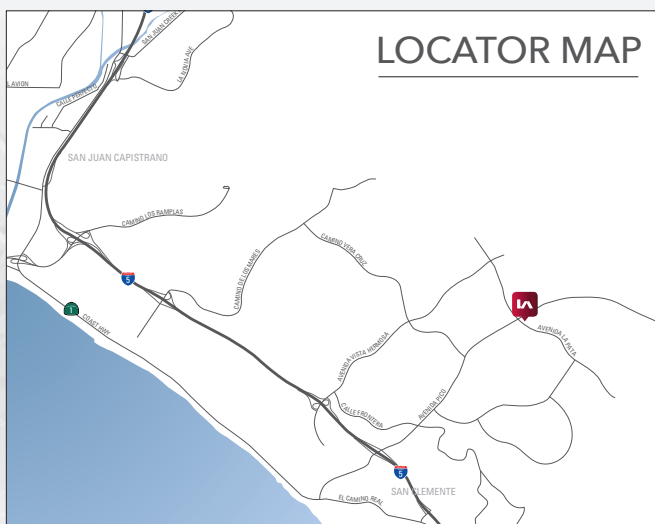 LOCATOR MAP
SAN JUAN CREEK
LA NOVIA AVE
LAVION
CALLE PERFECTO
SAN JUAN CAPISTRANO
CAMINO LOS RAMPLAS
CAMINO DE LOS MARES
CAMINO VERA CRUZ
5
1
COAST HWY
LA
AVENIDA LA PATA
AVENIDA VISTA HERMOSA
AVENIDA PICO
CALLE FRONTERA
5
SAN CLEMENTE
EL CAMINO REAL